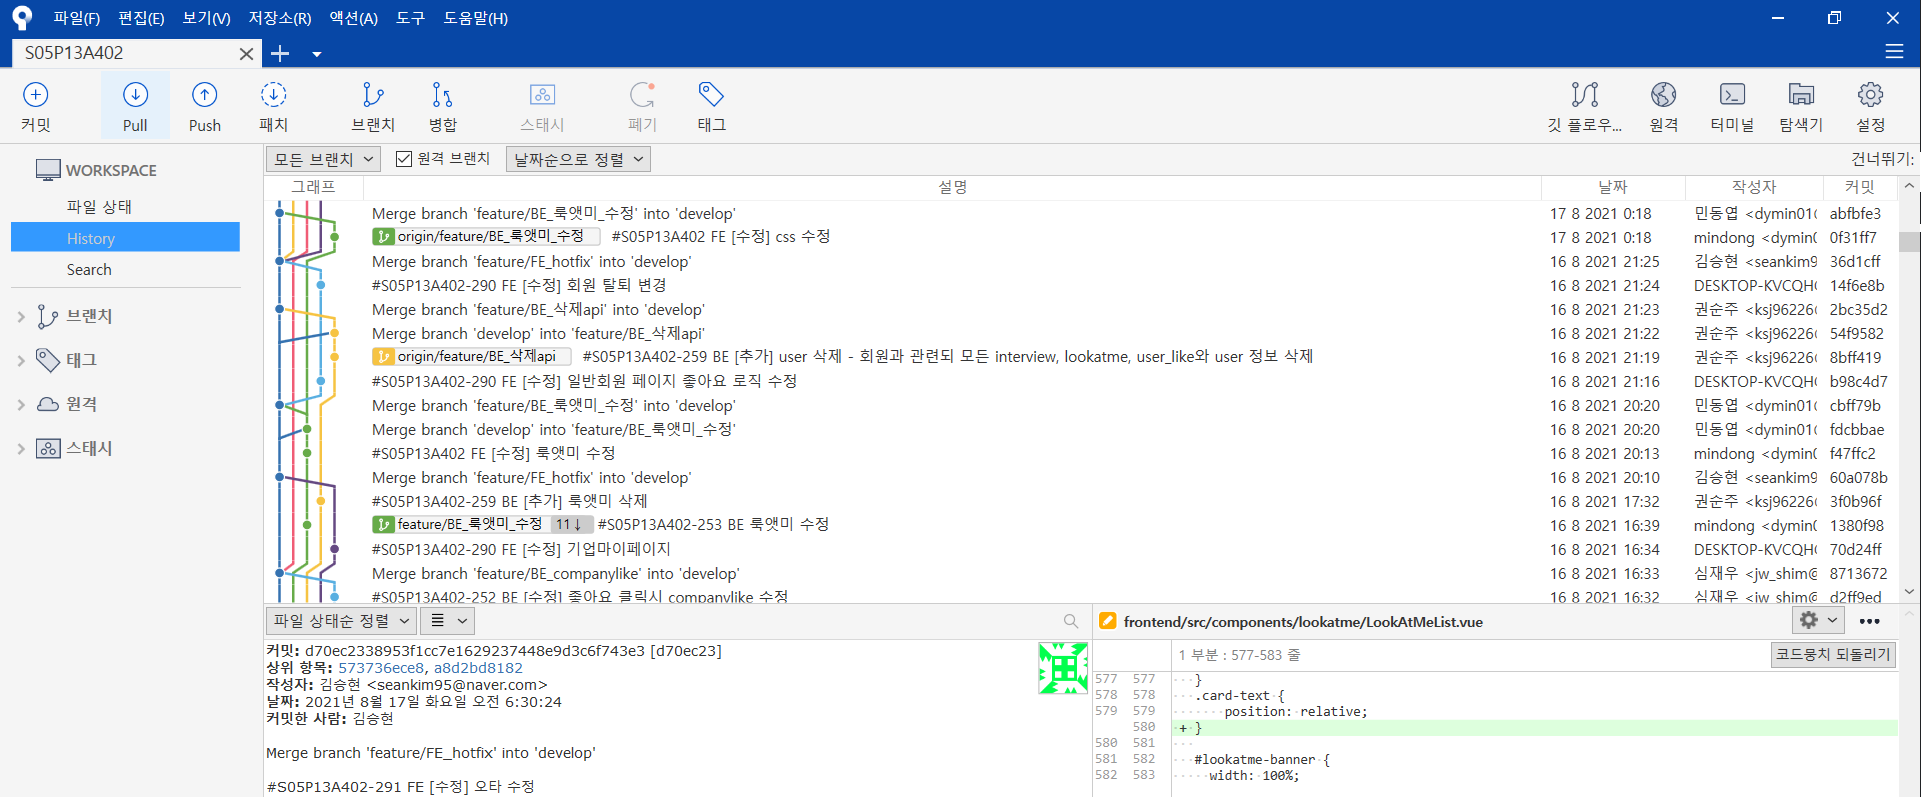 파일(F) 편집(E) 보기(V) 저장소(R) 액션(A) 도구 도움말(H)
S05P13A402
커밋 Pull Push 패치 브랜치 병합 스태시 폐기 태그 깃 플로우... 원격 터미널 탐색기 설정
WORKSPACE
파일 상태
History
Search
브랜치
태그
원격
스태시
모든 브랜치 원격 브랜치 날짜순으로 정렬 건너뛰기:
그래프 설명 날짜 작성자 커밋
Merge branch 'feature/BE_룩앳미_수정' into 'develop' 17 8 2021 0:18 민동엽 <dymin01 abfbfe3
origin/feature/BE_룩앳미_수정 #S05P13A402 FE [수정] css 수정 17 8 2021 0:18 mindong <dymin 0f31ff7
Merge branch 'feature/FE_hotfix' into 'develop' 16 8 2021 21:25 김승현 <seankim9 36d1cff
#S05P13A402-290 FE [수정] 회원 탈퇴 변경 16 8 2021 21:24 DESKTOP-KVCQH 14f6e8b
Merge branch 'feature/BE_삭제api' into 'develop' 16 8 2021 21:23 권순주 <ksj96226 2bc35d2
Merge branch 'develop' into 'feature/BE_삭제api' 16 8 2021 21:22 권순주 <ksj96226 54f9582
origin/feature/BE_삭제api #S05P13A402-259 BE [추가] user 삭제 - 회원과 관련되 모든 interview, lookatme, user_like와 user 정보 삭제 16 8 2021 21:19 권순주 <ksj96226 8bff419
#S05P13A402-290 FE [수정] 일반회원 페이지 좋아요 로직 수정 16 8 2021 21:16 DESKTOP-KVCQH b98c4d7
Merge branch 'feature/BE_룩앳미_수정' into 'develop' 16 8 2021 20:20 민동엽 <dymin01 cbff79b
Merge branch 'develop' into 'feature/BE_룩앳미_수정' 16 8 2021 20:20 민동엽 <dymin01 fdcbbae
#S05P13A402 FE [수정] 룩앳미 수정 16 8 2021 20:13 mindong <dymin f47ffc2
Merge branch 'feature/FE_hotfix' into 'develop' 16 8 2021 20:10 김승현 <seankim9 60a078b
#S05P13A402-259 BE [추가] 룩앳미 삭제 16 8 2021 17:32 권순주 <ksj96226 3f0b96f
feature/BE_룩앳미_수정 11↓ #S05P13A402-253 BE 룩앳미 수정 16 8 2021 16:39 mindong <dymin 1380f98
#S05P13A402-290 FE [수정] 기업마이페이지 16 8 2021 16:34 DESKTOP-KVCQH 70d24ff
Merge branch 'feature/BE_companylike' into 'develop' 16 8 2021 16:33 심재우 <jw_shim@ 8713672
#S05P13A402-252 BE [수정] 좋아요 클릭시 companylike 수정 16 8 2021 16:32 심재우 <jw_shim@ d2ff9ed
파일 상태순 정렬
커밋: d70ec2338953f1cc7e1629237448e9d3c6f743e3 [d70ec23]
상위 항목: 573736ece8, a8d2bd8182
작성자: 김승현 <seankim95@naver.com>
날짜: 2021년 8월 17일 화요일 오전 6:30:24
커밋한 사람: 김승현
Merge branch 'feature/FE_hotfix' into 'develop'
#S05P13A402-291 FE [수정] 오타 수정
frontend/src/components/lookatme/LookAtMeList.vue
1 부분 : 577-583 줄 코드뭉치 되돌리기
577 577 }
578 578 .card-text {
579 579 position: relative;
580 + }
580 581
581 582 #lookatme-banner {
582 583 width: 100%;